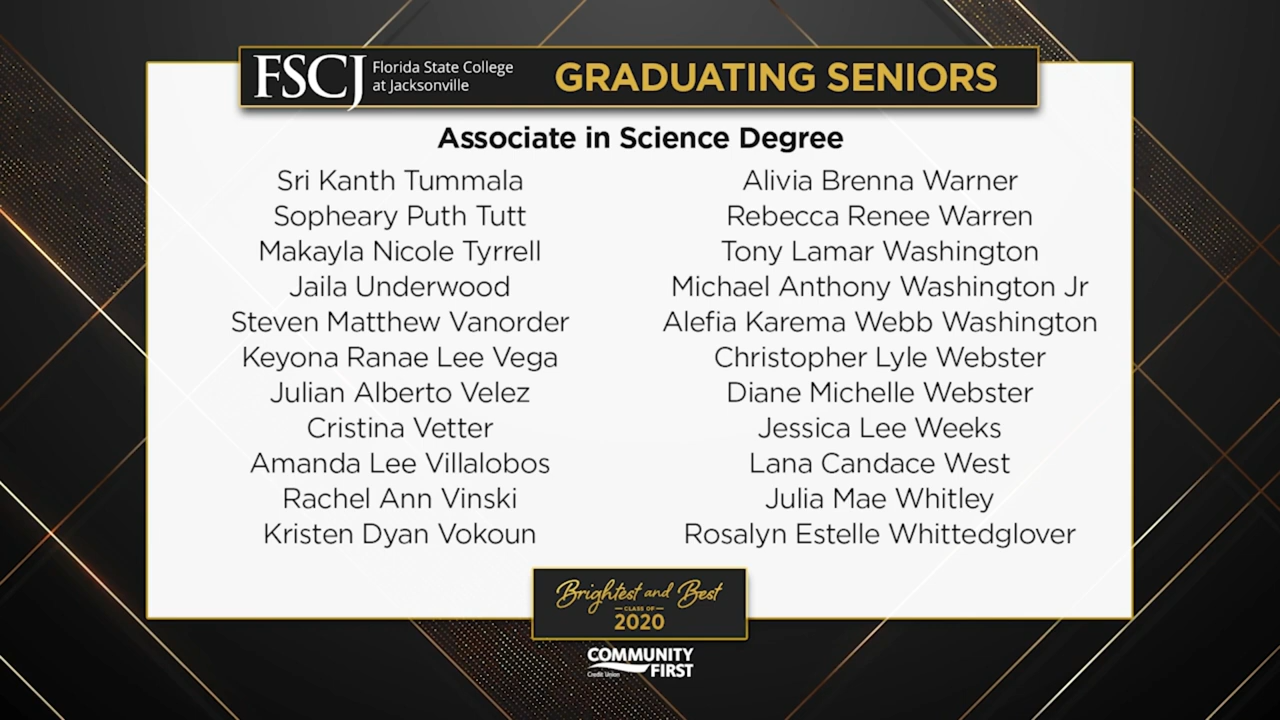 FSCJ Florida State College
at Jacksonville
GRADUATING SENIORS
Associate in Science Degree
Sri Kanth Tummala
Sopheary Puth Tutt
Makayla Nicole Tyrrell
Jaila Underwood
Steven Matthew Vanorder
Keyona Ranae Lee Vega
Julian Alberto Velez
Cristina Vetter
Amanda Lee Villalobos
Rachel Ann Vinski
Kristen Dyan Vokoun
Alivia Brenna Warner
Rebecca Renee Warren
Tony Lamar Washington
Michael Anthony Washington Jr
Alefia Karema Webb Washington
Christopher Lyle Webster
Diane Michelle Webster
Jessica Lee Weeks
Lana Candace West
Julia Mae Whitley
Rosalyn Estelle Whittedglover
Brightest and Best
CLASS OF
2020
COMMUNITY
Credit Union FIRST